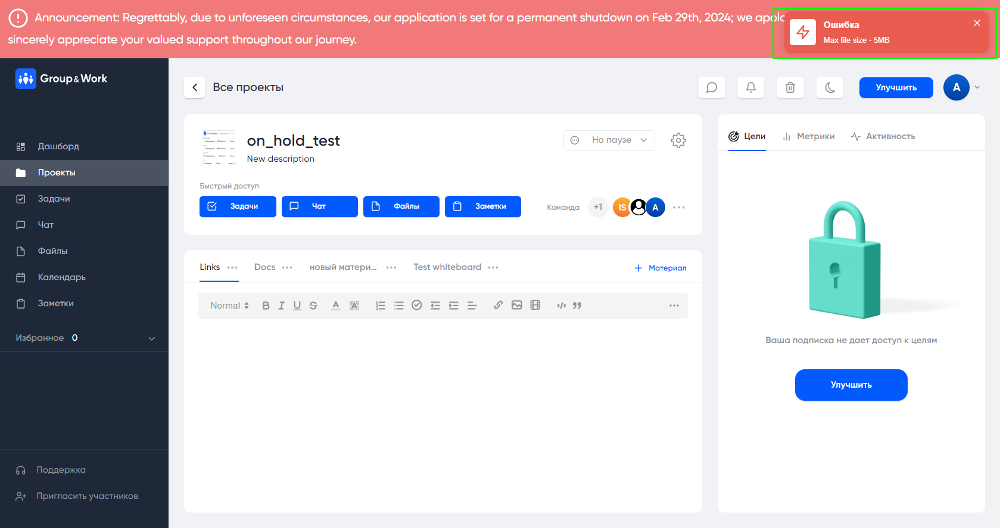 Announcement: Regrettably, due to unforeseen circumstances, our application is set for a permanent shutdown on Feb 29th, 2024; we
sincerely appreciate your valued support throughout our journey.
Ошибка
Max file size - 5MB
Group&Work
Все проекты
Улучшить
A
Дашборд
Проекты
Задачи
Чат
Файлы
Календарь
Заметки
Избранное 0
Поддержка
Пригласить участников
on_hold_test
New description
На паузе
Быстрый доступ
Задачи
Чат
Файлы
Заметки
Команда
+1
IS
A
Links
Docs
новый матери...
Test whiteboard
+ Материал
Normal
Цели
Метрики
Активность
Ваша подписка не дает доступ к целям
Улучшить